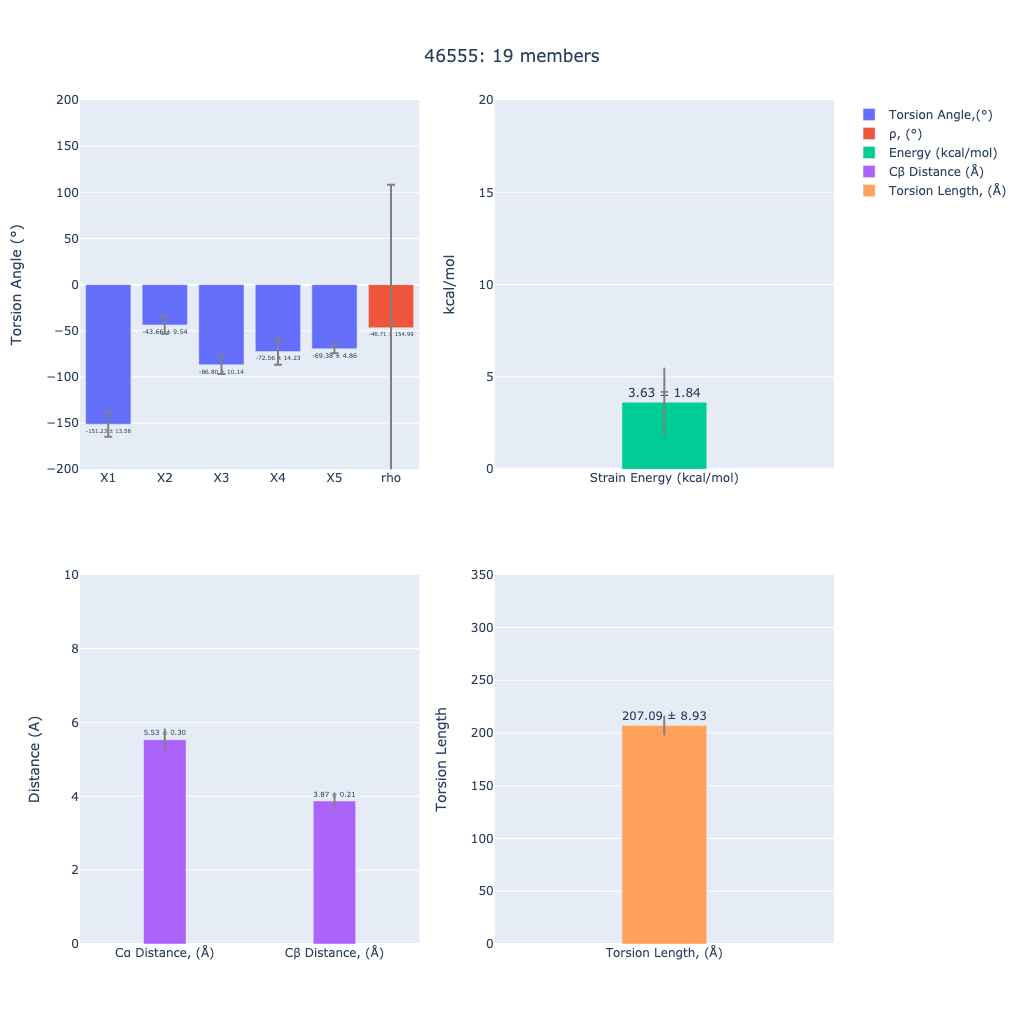 46555: 19 members
Torsion Angle (°)
200
150
100
50
0
−50
−100
−150
−200
-151.23 ± 13.58
-43.66 ± 9.54
-86.80 ± 10.14
-72.56 ± 14.23
-69.38 ± 4.86
-46.71 ± 154.99
X1 X2 X3 X4 X5 rho
kcal/mol
20
15
10
5
0
3.63 ± 1.84
Strain Energy (kcal/mol)
Torsion Angle,(°)
ρ, (°)
Energy (kcal/mol)
Cβ Distance (Å)
Torsion Length, (Å)
Distance (A)
10
8
6
4
2
0
5.53 ± 0.30
3.87 ± 0.21
Cα Distance, (Å) Cβ Distance, (Å)
Torsion Length
350
300
250
200
150
100
50
0
207.09 ± 8.93
Torsion Length, (Å)